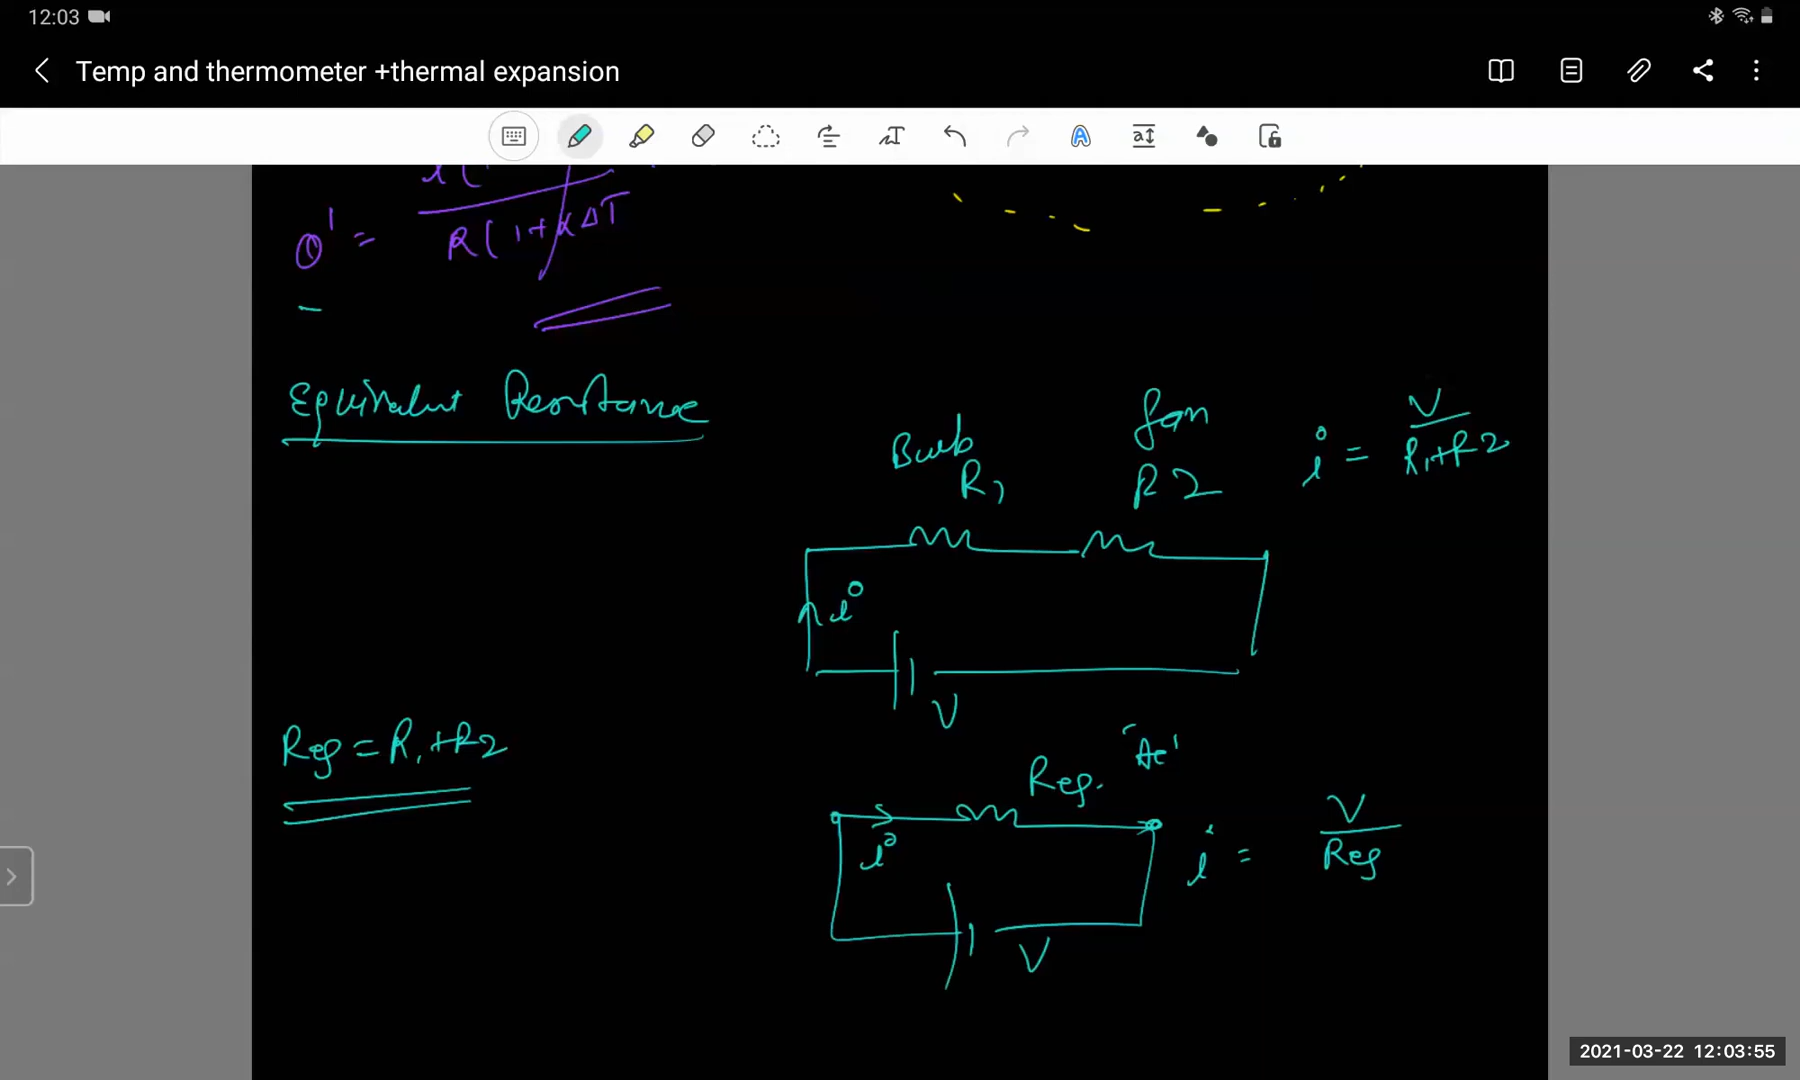 12:03
Temp and thermometer +thermal expansion
θ' = R(1+αΔT
Equivalent Resistance
Bulb
fan
R1
R2
i = V / R1+R2
i
V
Req = R1+R2
Req.
'Ac'
i
i = V / Req
V
2021-03-22 12:03:55